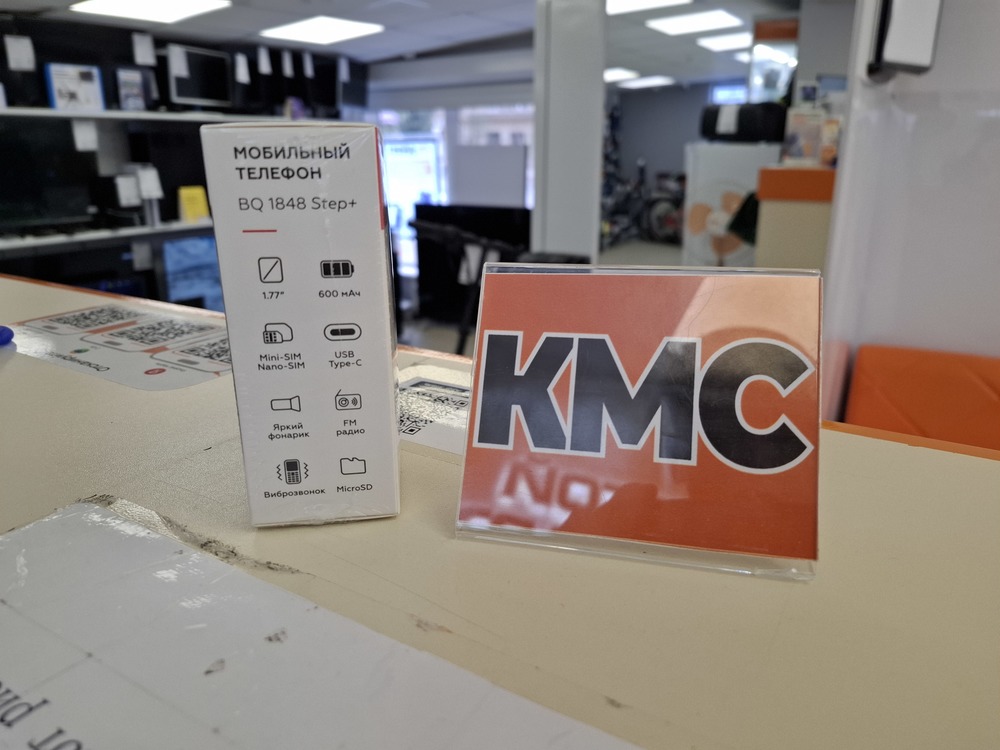 МОБИЛЬНЫЙ
ТЕЛЕФОН
BQ 1848 Step+
1.77"
600 мАч
Mini-SIM
Nano-SIM
USB
Type-C
Яркий
фонарик
FM
радио
Виброзвонок
MicroSD
КМС